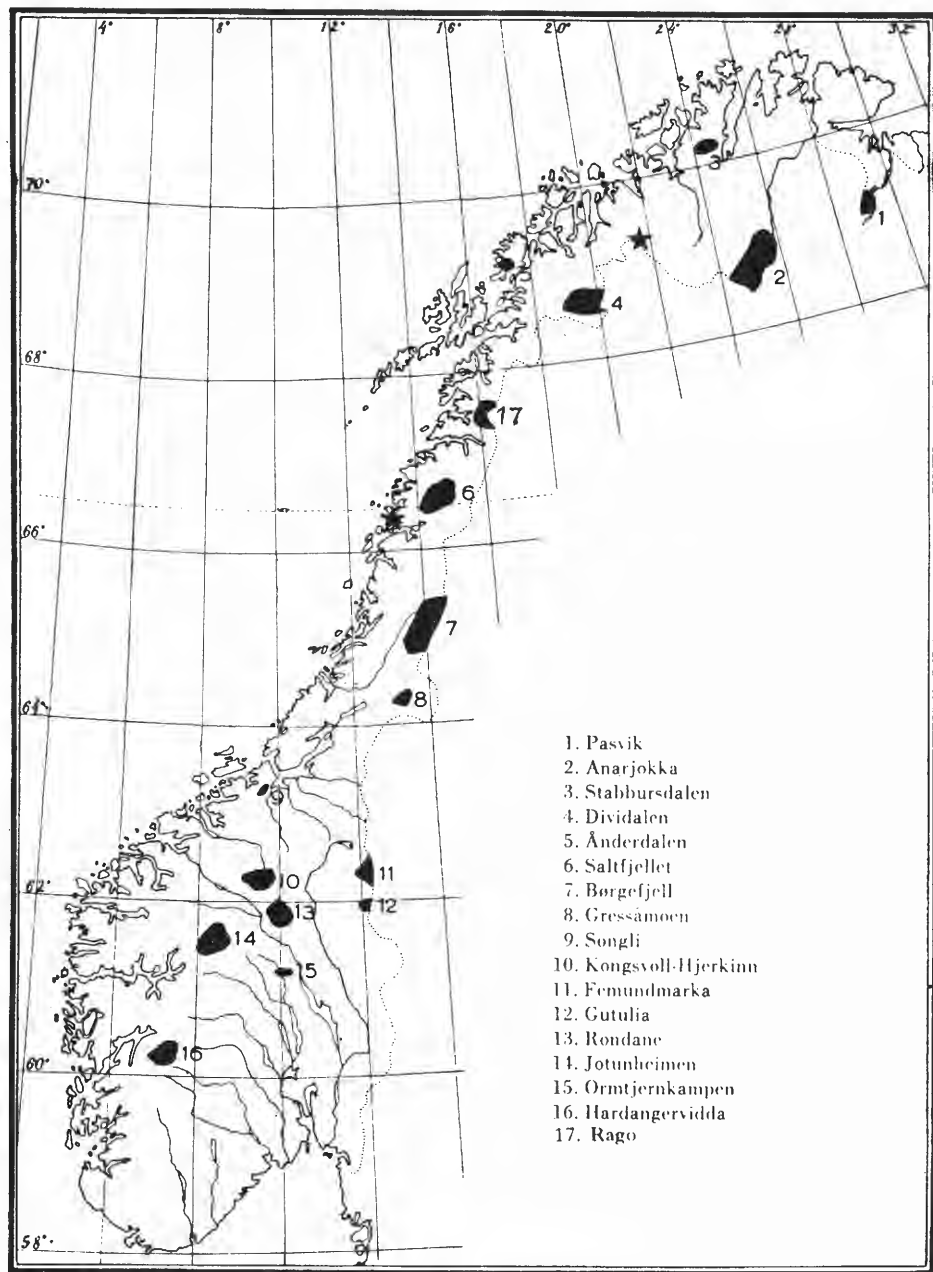 4° 8° 12° 16° 20° 24° 28° 32°
70°
68°
66°
64°
62°
60°
58°
3
1
2
4
17
6
7
8
9
10
11
12
13
14
15
16
1. Pasvik
2. Anarjokka
3. Stabbursdalen
4. Dividalen
5. Ånderdalen
6. Saltfjellet
7. Børgefjell
8. Gressåmoen
9. Songli
10. Kongsvoll-Hjerkinn
11. Femundmarka
12. Gutulia
13. Rondane
14. Jotunheimen
15. Ormtjernkampen
16. Hardangervidda
17. Rago